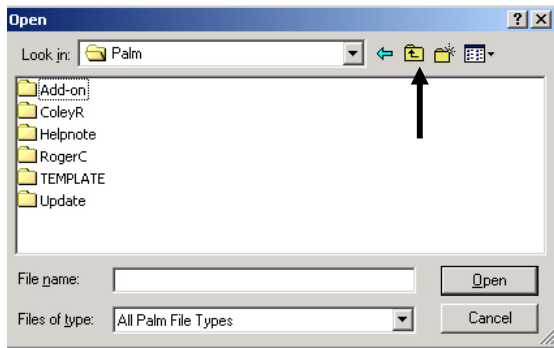 Open
Look in: Palm
Add-on
ColeyR
Helpnote
RogerC
TEMPLATE
Update
File name: Open
Files of type: All Palm File Types Cancel